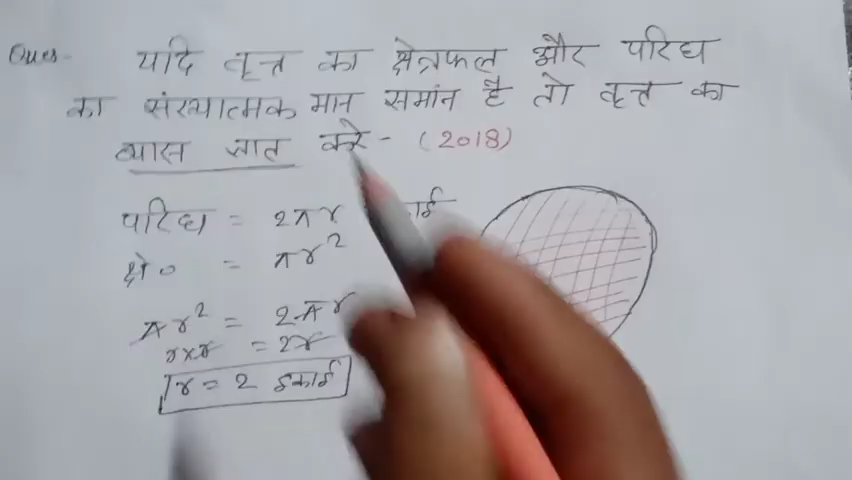 Ques- यदि वृत्त का क्षेत्रफल और परिधि
का संख्यात्मक मान समान है तो वृत्त का
व्यास ज्ञात करे- (2018)
परिधि = 2πr
क्षे० = πr²
πr² = 2πr
r×r = 2r
r = 2 इकाई